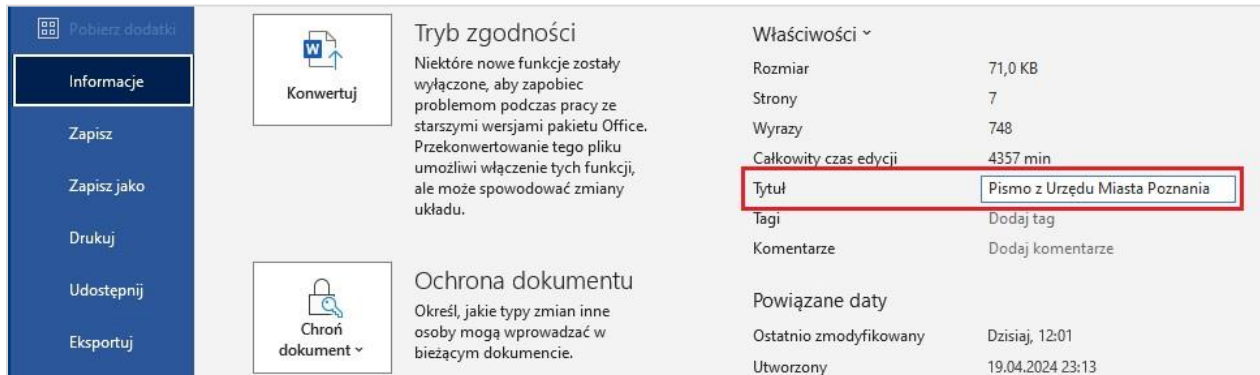 Pobierz dodatki
Informacje
Zapisz
Zapisz jako
Drukuj
Udostępnij
Eksportuj
Konwertuj
Tryb zgodności
Niektóre nowe funkcje zostały
wyłączone, aby zapobiec
problemom podczas pracy ze
starszymi wersjami pakietu Office.
Przekonwertowanie tego pliku
umożliwi włączenie tych funkcji,
ale może spowodować zmiany
układu.
Chroń
dokument
Ochrona dokumentu
Określ, jakie typy zmian inne
osoby mogą wprowadzać w
bieżącym dokumencie.
Właściwości
Rozmiar 71,0 KB
Strony 7
Wyrazy 748
Całkowity czas edycji 4357 min
Tytuł Pismo z Urzędu Miasta Poznania
Tagi Dodaj tag
Komentarze Dodaj komentarze
Powiązane daty
Ostatnio zmodyfikowany Dzisiaj, 12:01
Utworzony 19.04.2024 23:13